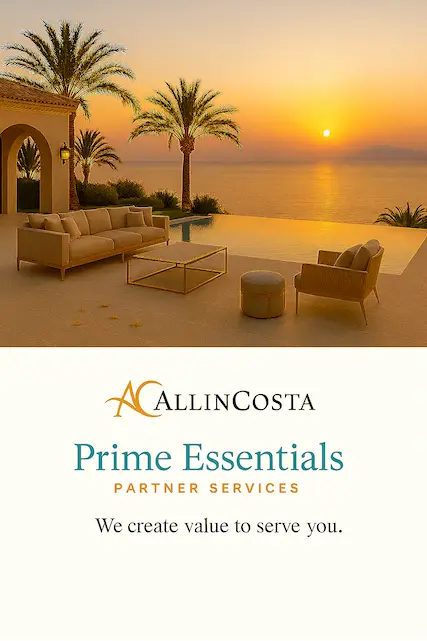 AC ALLINCOSTA
Prime Essentials
PARTNER SERVICES
We create value to serve you.